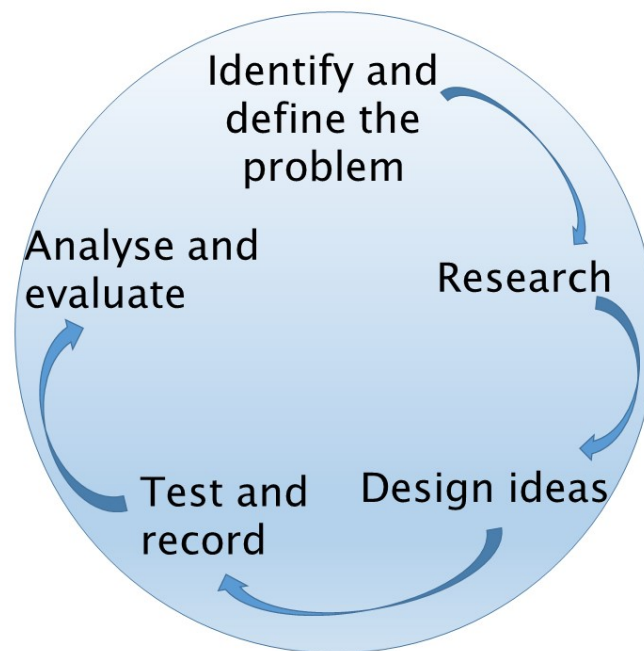 Identify and
define the
problem
Research
Design ideas
Test and
record
Analyse and
evaluate